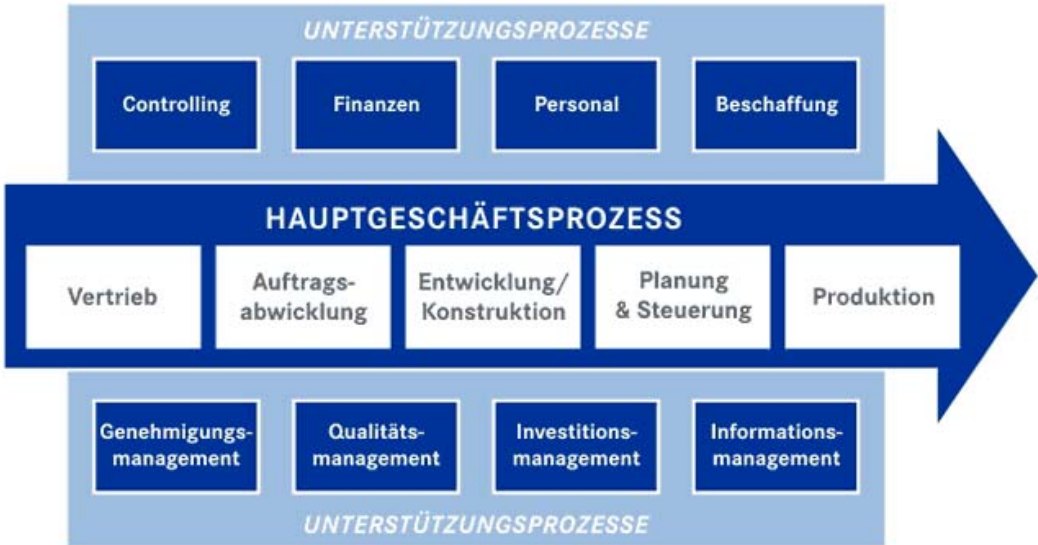 UNTERSTÜTZUNGSPROZESSE
Controlling
Finanzen
Personal
Beschaffung
HAUPTGESCHÄFTSPROZESS
Vertrieb
Auftrags-
abwicklung
Entwicklung/
Konstruktion
Planung
& Steuerung
Produktion
Genehmigungs-
management
Qualitäts-
management
Investitions-
management
Informations-
management
UNTERSTÜTZUNGSPROZESSE